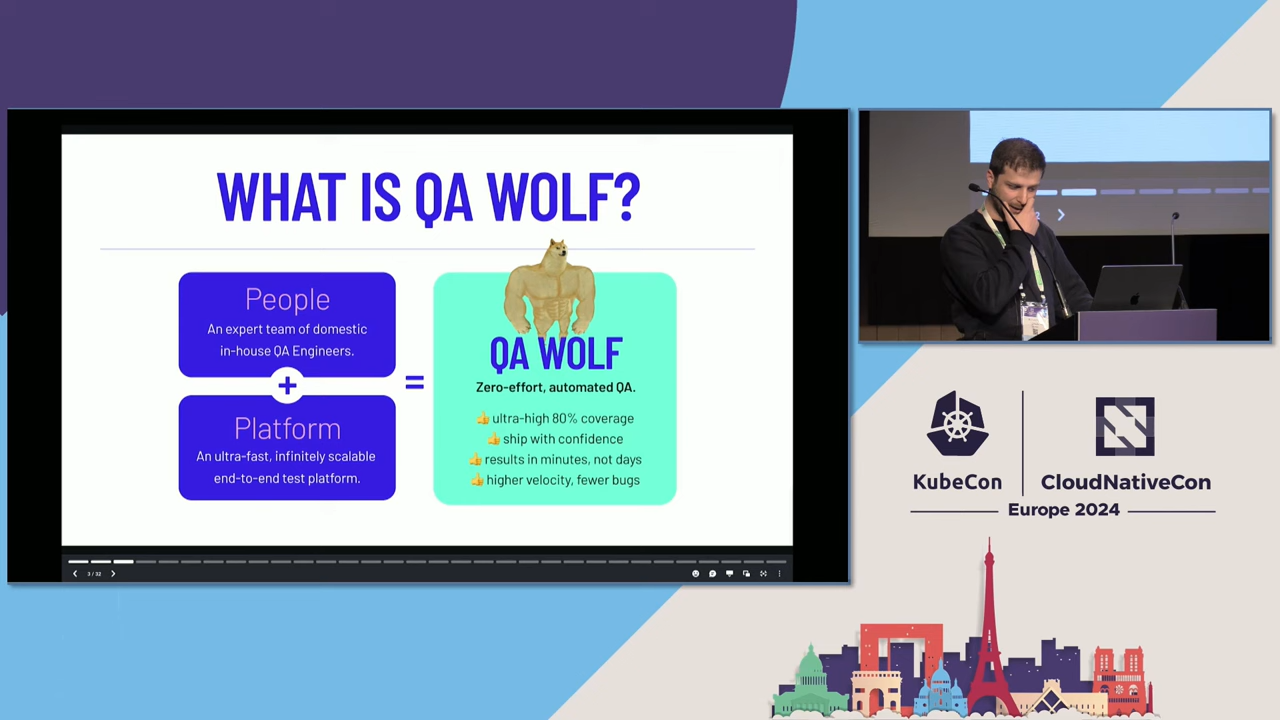 WHAT IS QA WOLF?
People
An expert team of domestic
in-house QA Engineers.
+
Platform
An ultra-fast, infinitely scalable
end-to-end test platform.
=
QA WOLF
Zero-effort, automated QA.
👍 ultra-high 80% coverage
👍 ship with confidence
👍 results in minutes, not days
👍 higher velocity, fewer bugs
3 / 32
KubeCon
CloudNativeCon
Europe 2024